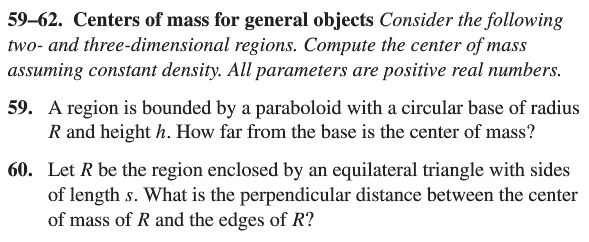 59–62. Centers of mass for general objects Consider the following
two- and three-dimensional regions. Compute the center of mass
assuming constant density. All parameters are positive real numbers.
59. A region is bounded by a paraboloid with a circular base of radius
R and height h. How far from the base is the center of mass?
60. Let R be the region enclosed by an equilateral triangle with sides
of length s. What is the perpendicular distance between the center
of mass of R and the edges of R?